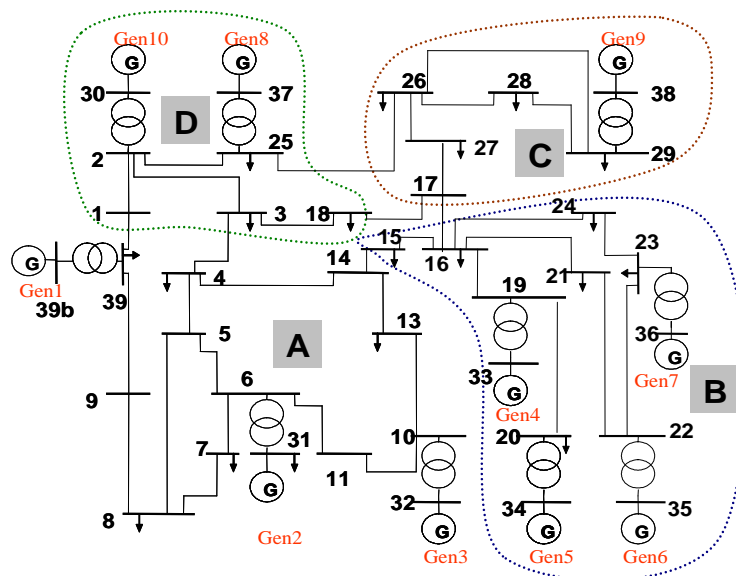 Gen10
Gen8
Gen9
G
G
G
26
28
30
37
38
D
2
25
27
C
29
17
1
3
18
24
15
23
G
14
16
21
Gen1
39b
39
4
19
13
5
36
A
33
G
G
Gen7
9
6
Gen4
B
7
31
10
20
22
11
G
32
34
35
8
G
G
G
Gen2
Gen3
Gen5
Gen6